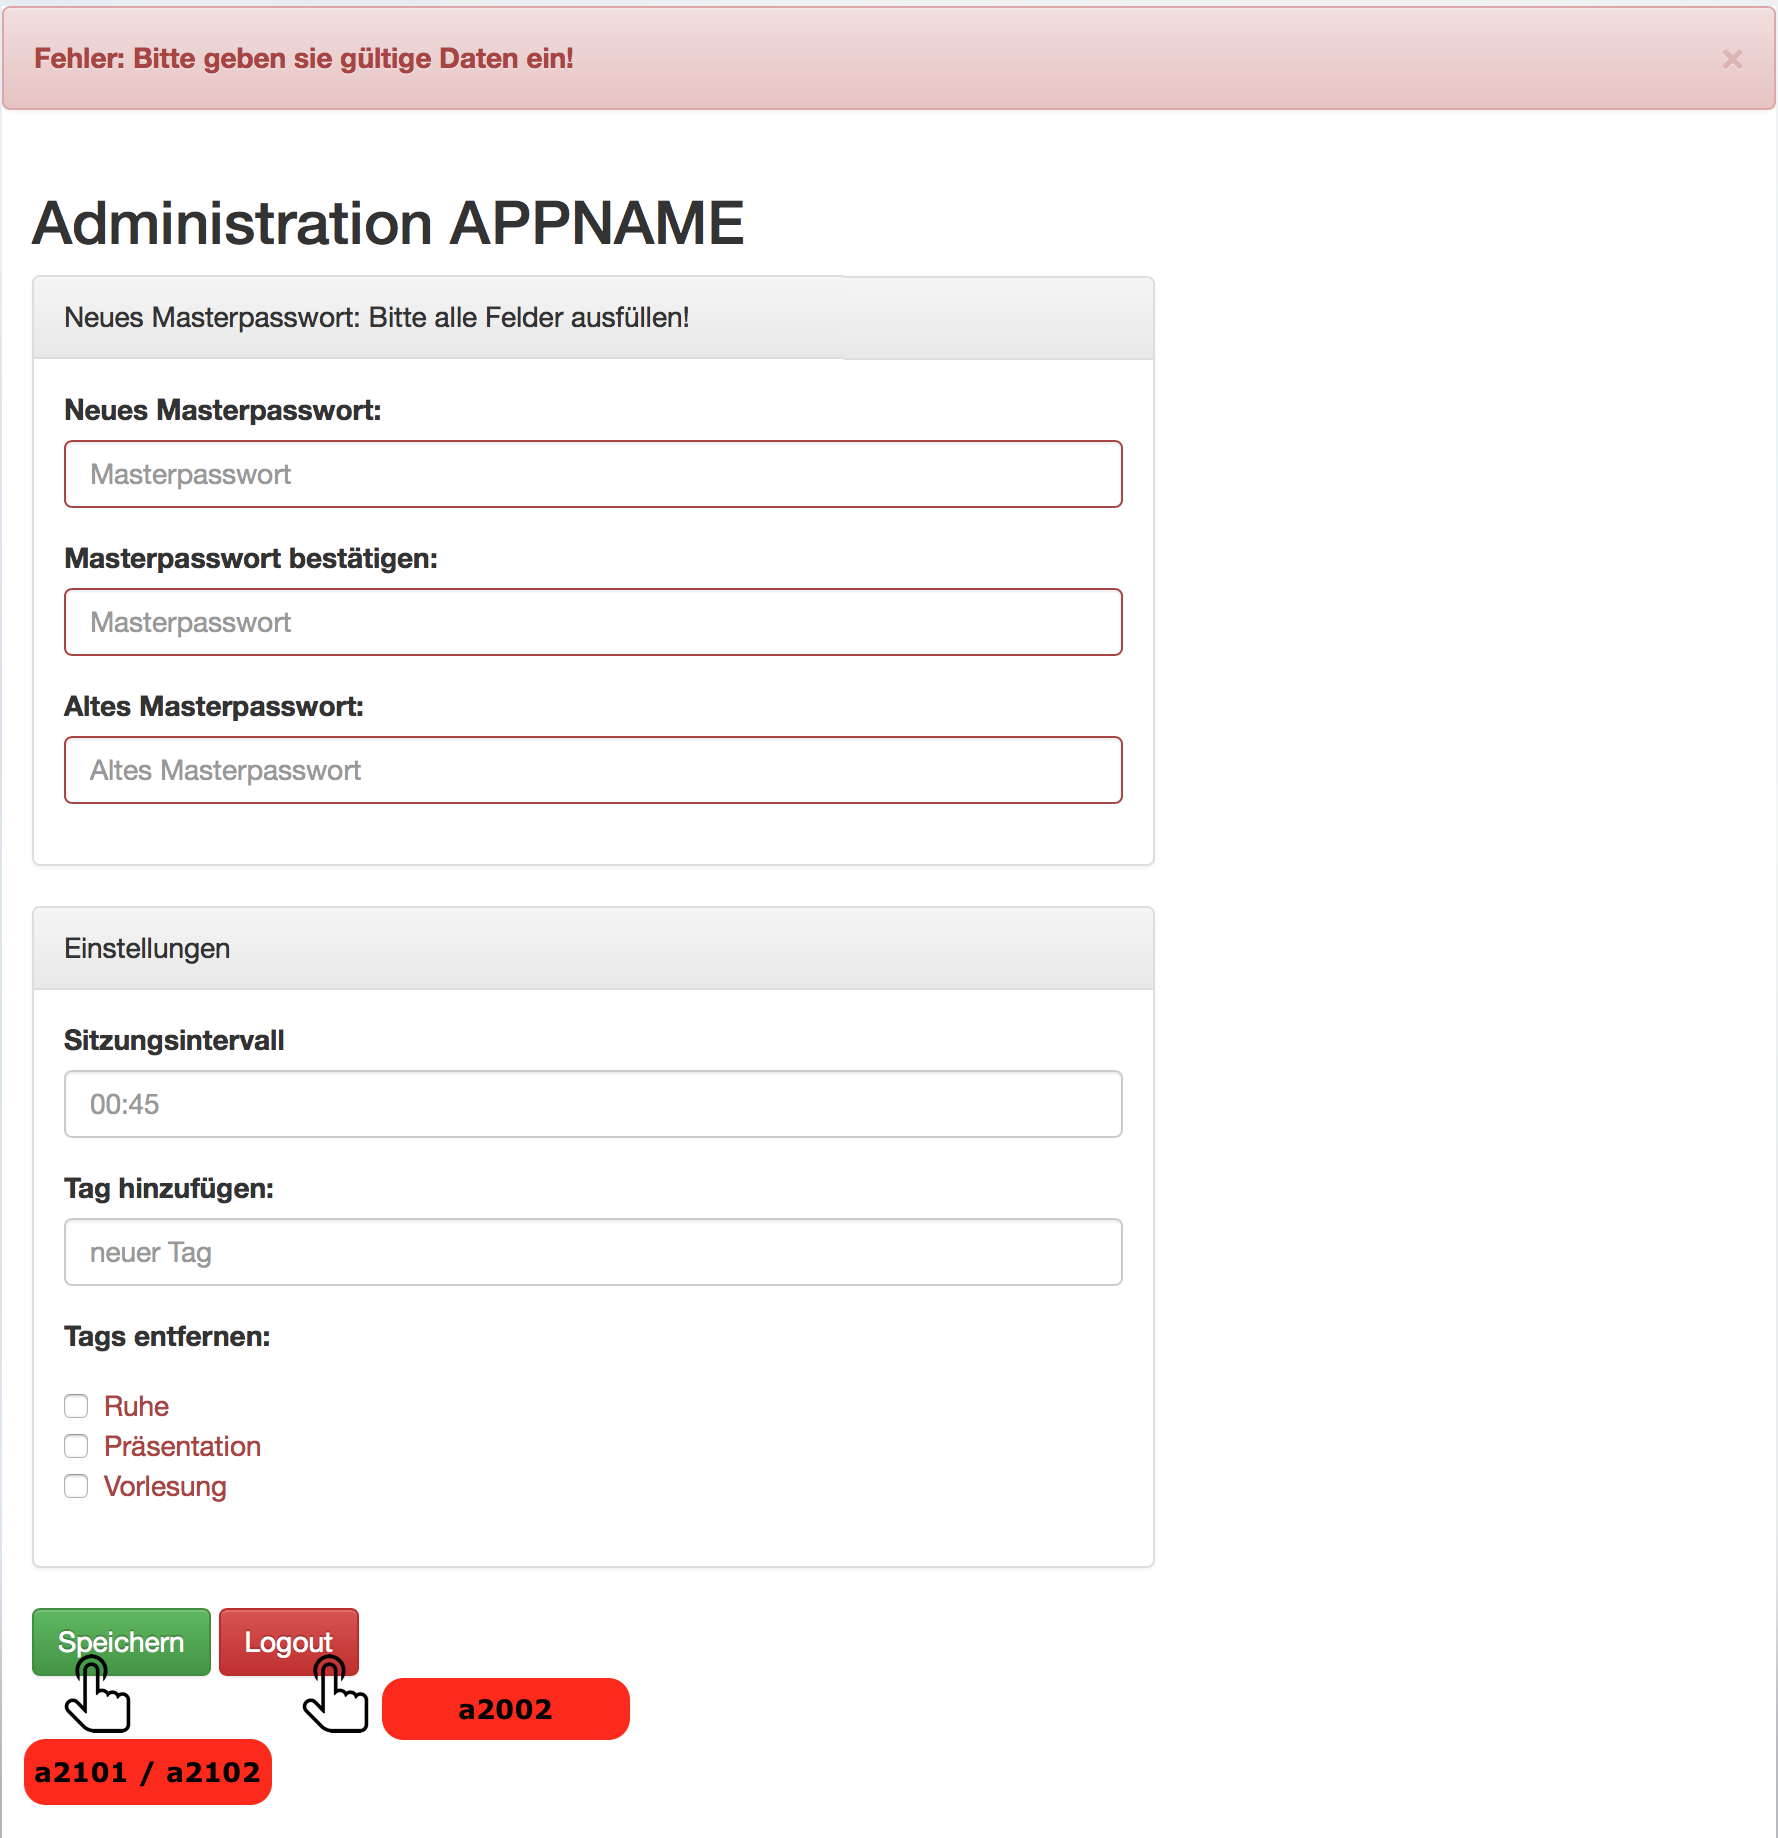 Fehler: Bitte geben sie gültige Daten ein!
×
Administration APPNAME
Neues Masterpasswort: Bitte alle Felder ausfüllen!
Neues Masterpasswort:
Masterpasswort
Masterpasswort bestätigen:
Masterpasswort
Altes Masterpasswort:
Altes Masterpasswort
Einstellungen
Sitzungsintervall
00:45
Tag hinzufügen:
neuer Tag
Tags entfernen:
Ruhe
Präsentation
Vorlesung
Speichern Logout
a2002
a2101 / a2102